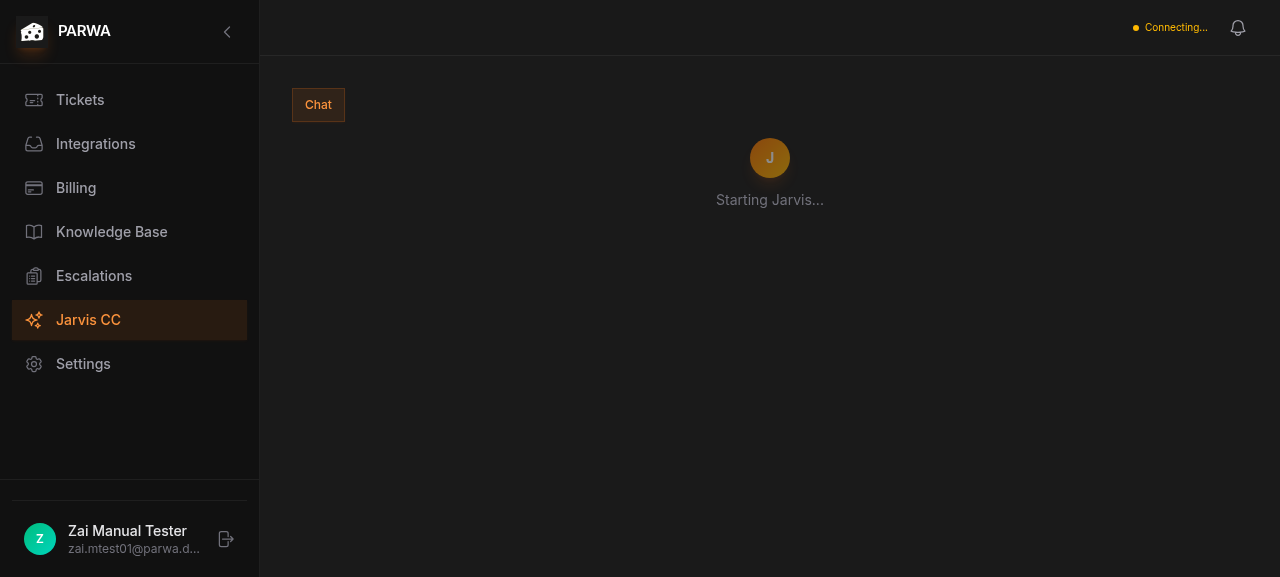 PARWA
Connecting...
Tickets
Integrations
Billing
Knowledge Base
Escalations
Jarvis CC
Settings
Chat
J
Starting Jarvis...
Z
Zai Manual Tester
zai.mtest01@parwa.d...